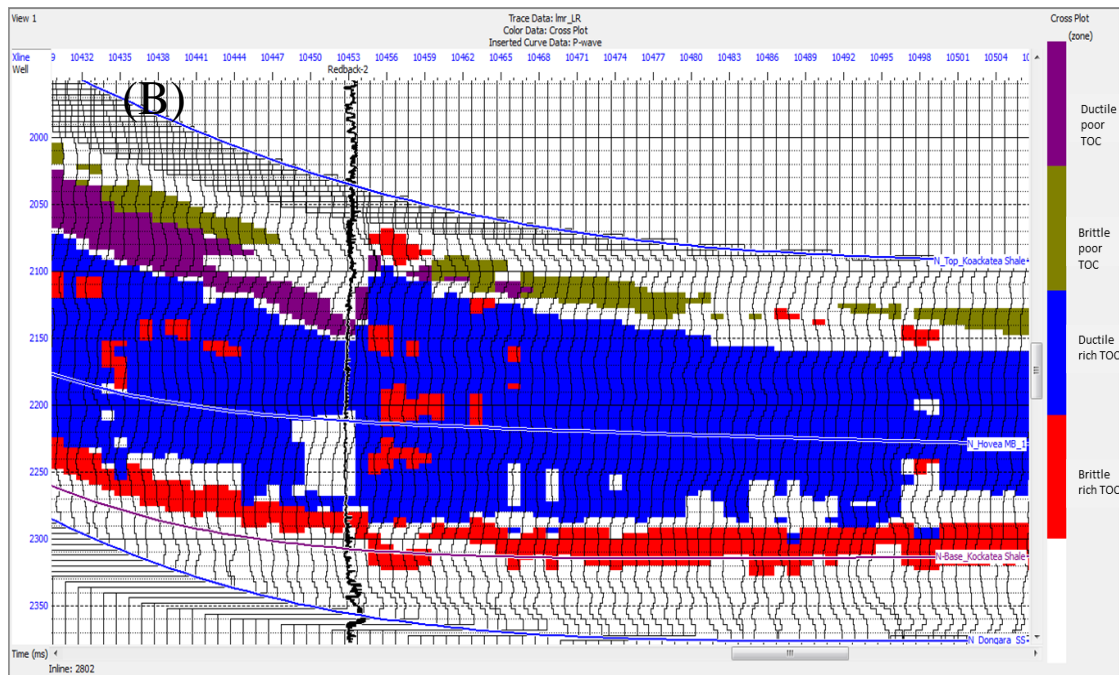 View 1
Trace Data: lmr_LR
Color Data: Cross Plot
Inserted Curve Data: P-wave
Cross Plot
(zone)
Xline 9 10432 10435 10438 10441 10444 10447 10450 10453 10456 10459 10462 10465 10468 10471 10474 10477 10480 10483 10486 10489 10492 10495 10498 10501 10504 10
Well Redback-2
(B)
2000
2050
2100
2150
2200
2250
2300
2350
N_Top_Koackatea Shale
N_Hovea MB_1
N-Base_Kockatea Shale
N_Dongara_SS
Ductile
poor
TOC
Brittle
poor
TOC
Ductile
rich TOC
Brittle
rich TOC
Time (ms)
Inline: 2802